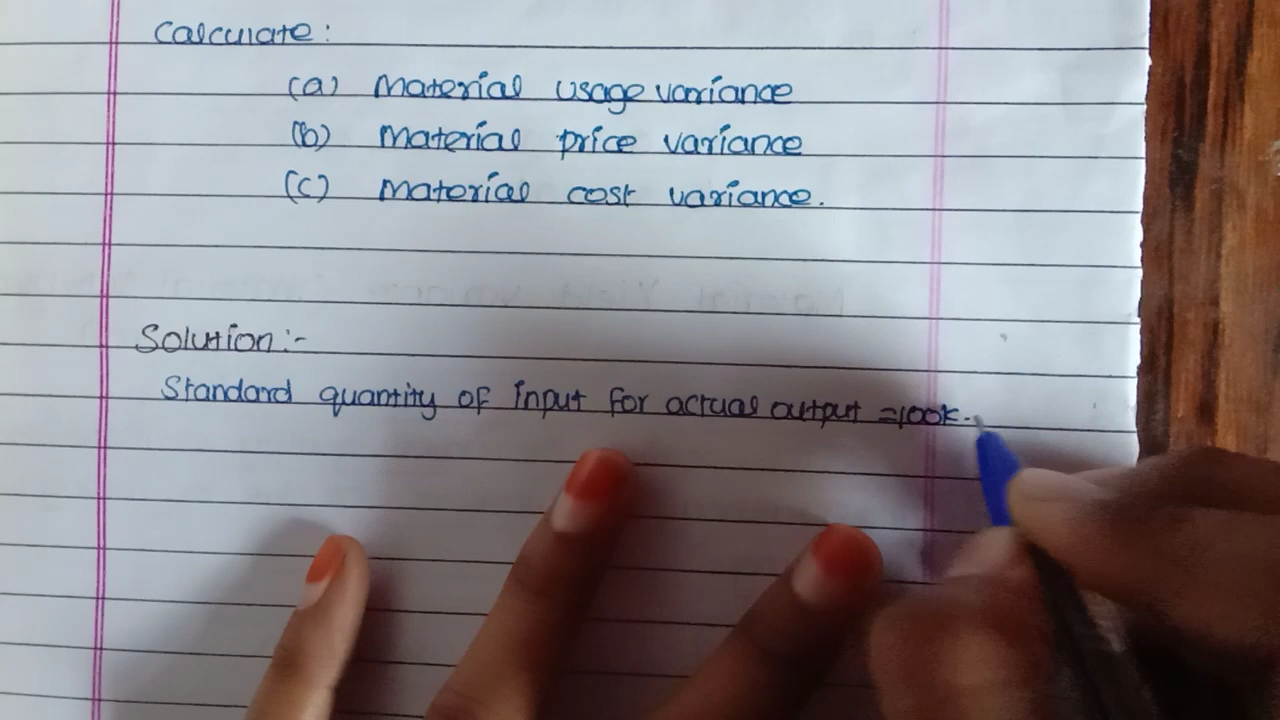 Calculate:
(a) Material usage variance
(b) Material price variance
(c) Material cost variance.
Solution:-
Standard quantity of input for actual output =100k.